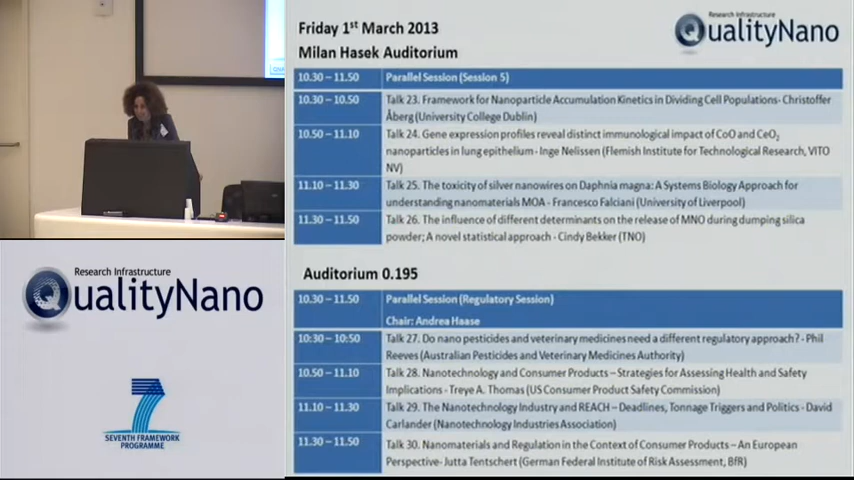 Friday 1st March 2013
Milan Hasek Auditorium
Research Infrastructure
QualityNano
10.30 – 11.50 Parallel Session (Session 5)
10.30 – 10.50 Talk 23. Framework for Nanoparticle Accumulation Kinetics in Dividing Cell Populations- Christoffer
Åberg (University College Dublin)
10.50 – 11.10 Talk 24. Gene expression profiles reveal distinct immunological impact of CoO and CeO2
nanoparticles in lung epithelium - Inge Nelissen (Flemish Institute for Technological Research, VITO
NV)
11.10 – 11.30 Talk 25. The toxicity of silver nanowires on Daphnia magna: A Systems Biology Approach for
understanding nanomaterials MOA - Francesco Falciani (University of Liverpool)
11.30 – 11.50 Talk 26. The influence of different determinants on the release of MNO during dumping silica
powder; A novel statistical approach - Cindy Bekker (TNO)
Auditorium 0.195
10.30 – 11.50 Parallel Session (Regulatory Session)
Chair: Andrea Haase
10:30 – 10:50 Talk 27. Do nano pesticides and veterinary medicines need a different regulatory approach? - Phil
Reeves (Australian Pesticides and Veterinary Medicines Authority)
10.50 – 11.10 Talk 28. Nanotechnology and Consumer Products – Strategies for Assessing Health and Safety
Implications - Treye A. Thomas (US Consumer Product Safety Commission)
11.10 – 11.30 Talk 29. The Nanotechnology Industry and REACH – Deadlines, Tonnage Triggers and Politics - David
Carlander (Nanotechnology Industries Association)
11.30 – 11.50 Talk 30. Nanomaterials and Regulation in the Context of Consumer Products – An European
Perspective- Jutta Tentschert (German Federal Institute of Risk Assessment, BfR)
Research Infrastructure
QualityNano
7
SEVENTH FRAMEWORK
PROGRAMME